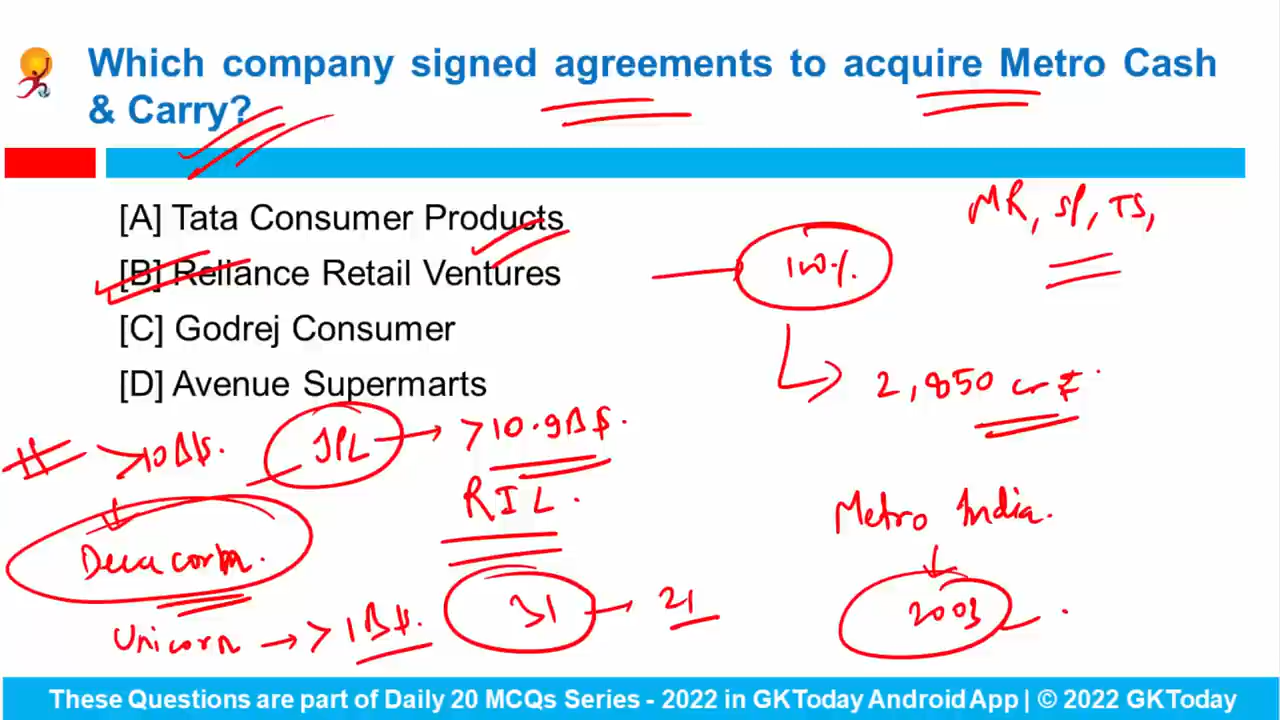 Which company signed agreements to acquire Metro Cash
& Carry?
[A] Tata Consumer Products
[B] Reliance Retail Ventures
[C] Godrej Consumer
[D] Avenue Supermarts
MR, SP, TS,
100%.
2,850 cr ₹
>10B$.
IPL → >10.9B$.
RIL.
Decacorn.
Unicorn → >1B$.
31 → 21
Metro India.
2003
These Questions are part of Daily 20 MCQs Series - 2022 in GKToday Android App | © 2022 GKToday